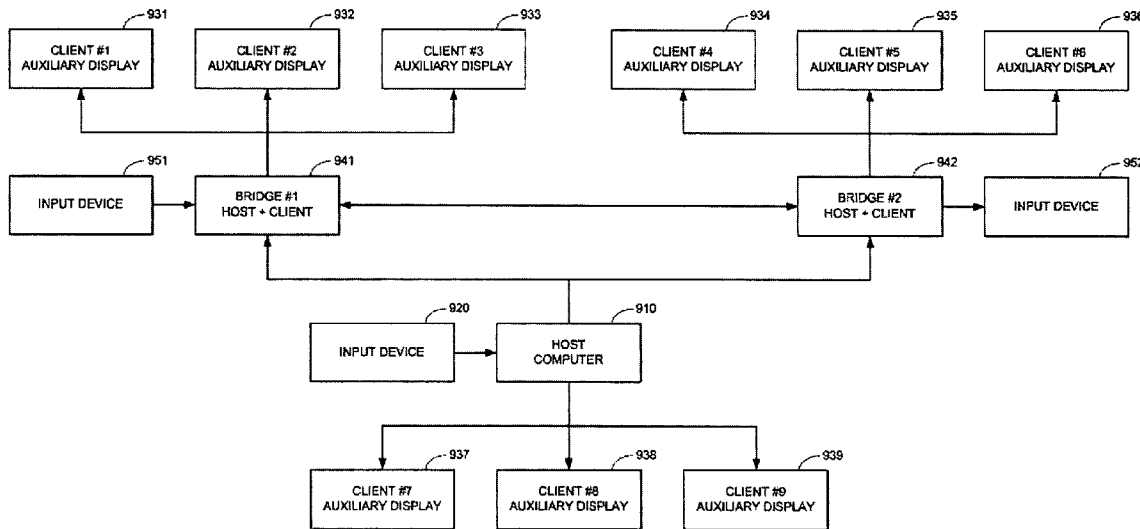 931
932
933
934
935
936
CLIENT #1
AUXILIARY DISPLAY
CLIENT #2
AUXILIARY DISPLAY
CLIENT #3
AUXILIARY DISPLAY
CLIENT #4
AUXILIARY DISPLAY
CLIENT #5
AUXILIARY DISPLAY
CLIENT #6
AUXILIARY DISPLAY
951
941
942
952
INPUT DEVICE
BRIDGE #1
HOST + CLIENT
BRIDGE #2
HOST + CLIENT
INPUT DEVICE
920
910
INPUT DEVICE
HOST
COMPUTER
937
938
939
CLIENT #7
AUXILIARY DISPLAY
CLIENT #8
AUXILIARY DISPLAY
CLIENT #9
AUXILIARY DISPLAY